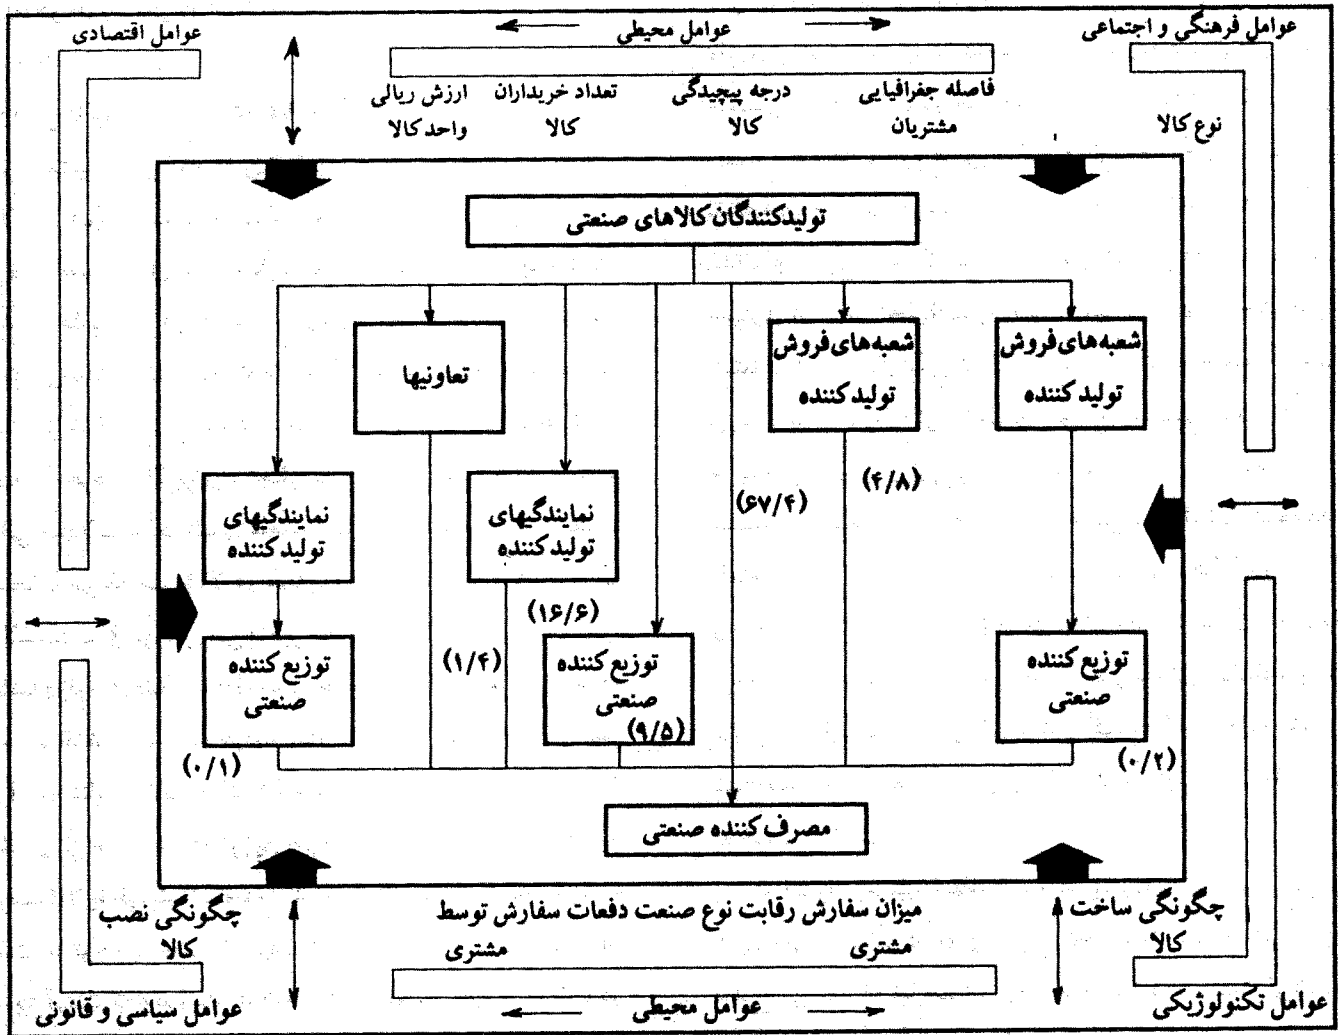 عوامل فرهنگی و اجتماعی
عوامل محیطی
عوامل اقتصادی
نوع کالا
فاصله جغرافیایی
مشتریان
درجه پیچیدگی
کالا
تعداد خریداران
کالا
ارزش ریالی
واحد کالا
تولیدکنندگان کالاهای صنعتی
شعبه‌های فروش
تولید کننده
شعبه‌های فروش
تولید کننده
تعاونیها
(۴/۸)
(۶۷/۴)
نمایندگیهای
تولید کننده
نمایندگیهای
تولید کننده
(۱۶/۶)
توزیع کننده
صنعتی
توزیع کننده
صنعتی
(۹/۵)
(۱/۴)
توزیع کننده
صنعتی
(۰/۲)
(۰/۱)
مصرف کننده صنعتی
چگونگی ساخت
کالا
میزان سفارش رقابت نوع صنعت دفعات سفارش توسط
مشتری مشتری
چگونگی نصب
کالا
عوامل تکنولوژیکی
عوامل محیطی
عوامل سیاسی و قانونی